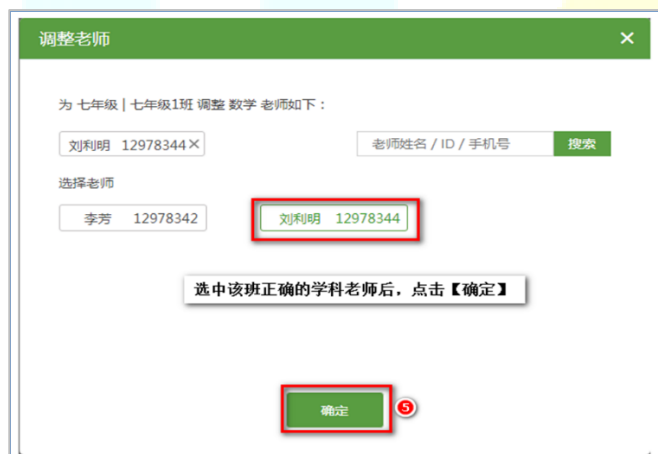 调整老师 ×
为 七年级 | 七年级1班 调整 数学 老师如下：
刘利明 12978344× 老师姓名 / ID / 手机号 搜索
选择老师
李芳 12978342 刘利明 12978344
选中该班正确的学科老师后，点击【确定】
确定 5